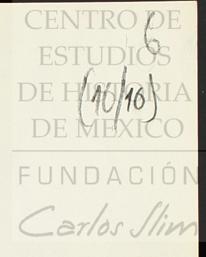 CENTRO DE
6
ESTUDIOS
(10/10)
DE HISTORIA
DE MÉXICO
FUNDACIÓN
Carlos Slim